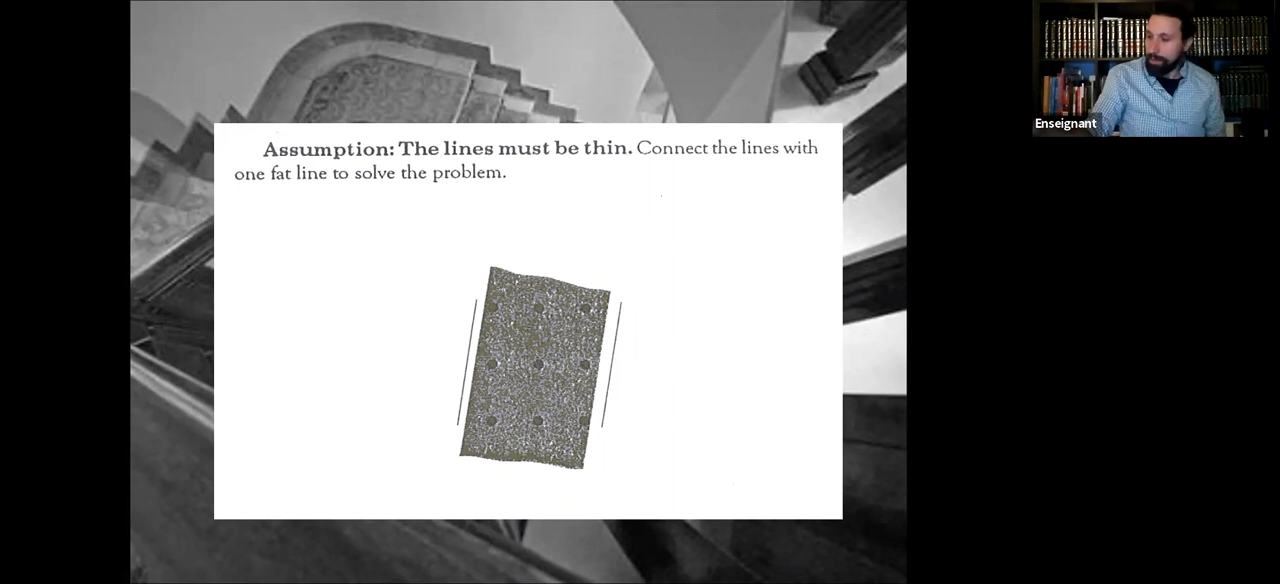 Assumption: The lines must be thin. Connect the lines with
one fat line to solve the problem.
Enseignant